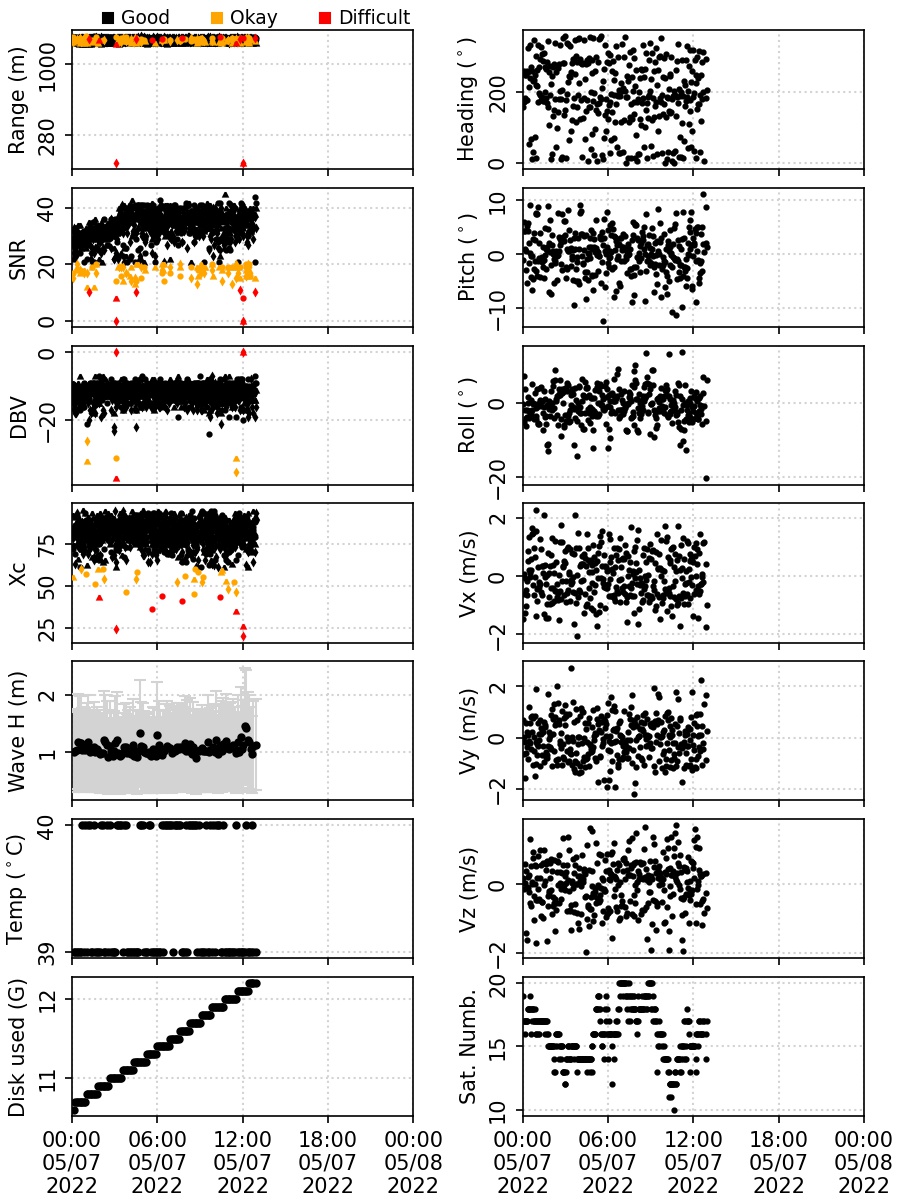 Good Okay Difficult
Range (m)
1000
280
Heading (°)
200
0
SNR
40
20
0
Pitch (°)
10
0
−10
DBV
0
−20
Roll (°)
0
−20
Xc
75
50
25
Vx (m/s)
2
0
−2
Wave H (m)
2
1
Vy (m/s)
2
0
−2
Temp (°C)
40
39
Vz (m/s)
0
−2
Disk used (G)
12
11
Sat. Numb.
20
15
10
00:00 06:00 12:00 18:00 00:00
05/07 05/07 05/07 05/07 05/08
2022 2022 2022 2022 2022
00:00 06:00 12:00 18:00 00:00
05/07 05/07 05/07 05/07 05/08
2022 2022 2022 2022 2022